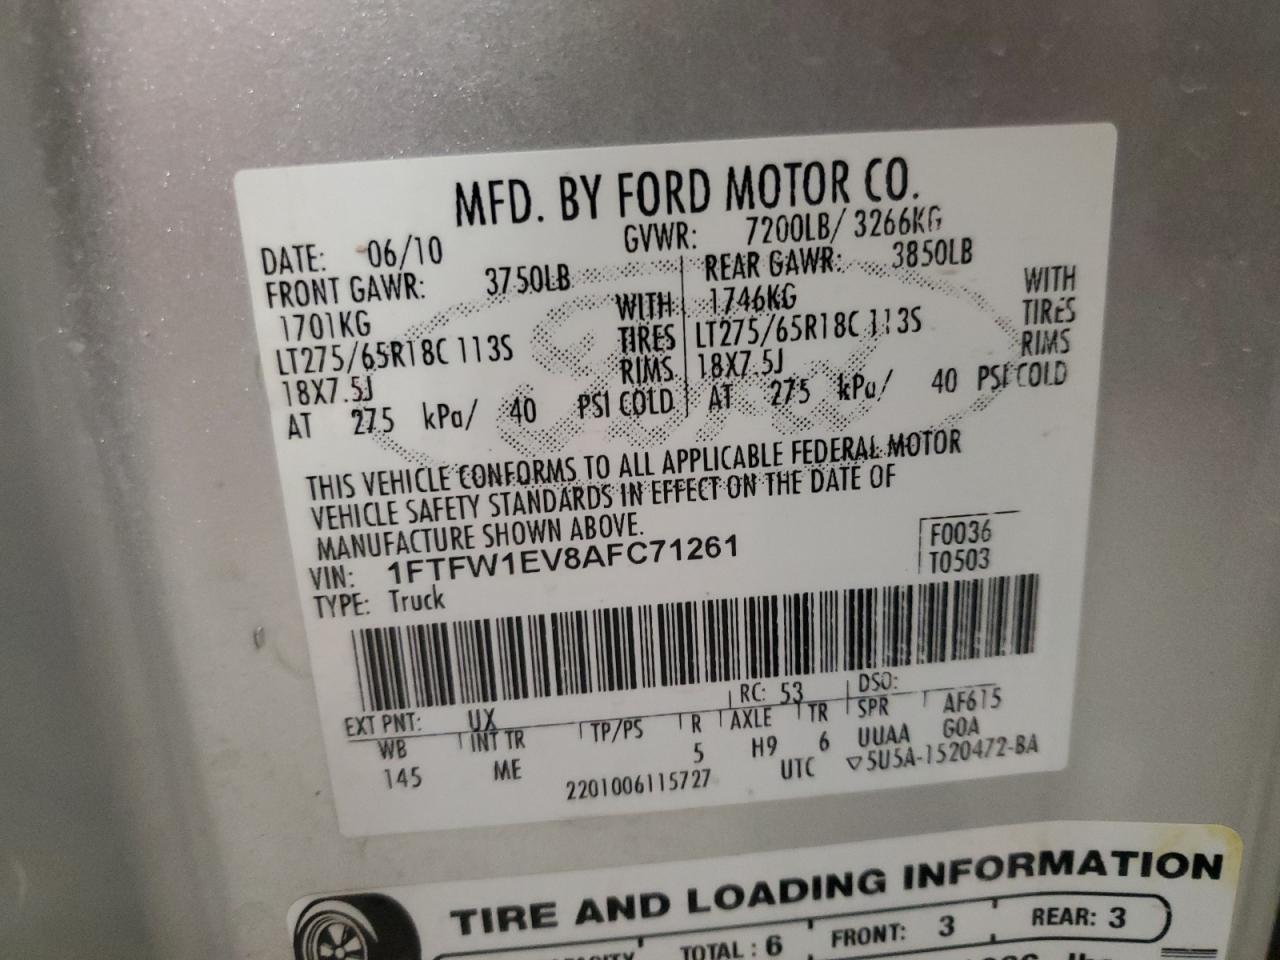 MFD. BY FORD MOTOR CO.
DATE: 06/10 GVWR: 7200LB/ 3266KG
FRONT GAWR: 3750LB REAR GAWR: 3850LB
1701KG WITH 1746KG WITH
LT275/65R18C 113S TIRES LT275/65R18C 113S TIRES
18X7.5J RIMS 18X7.5J RIMS
AT 275 kPa/ 40 PSI COLD AT 275 kPa/ 40 PSI COLD
THIS VEHICLE CONFORMS TO ALL APPLICABLE FEDERAL MOTOR
VEHICLE SAFETY STANDARDS IN EFFECT ON THE DATE OF
MANUFACTURE SHOWN ABOVE.
VIN: 1FTFW1EV8AFC71261 F0036
TYPE: Truck T0503
EXT PNT: UX RC: 53 DSO:
WB INT TR TP/PS R AXLE TR SPR AF615
145 ME 5 H9 6 UUAA GOA
2201006115727 UTC ▽5U5A-1520472-BA
TIRE AND LOADING INFORMATION
TOTAL: 6 FRONT: 3 REAR: 3